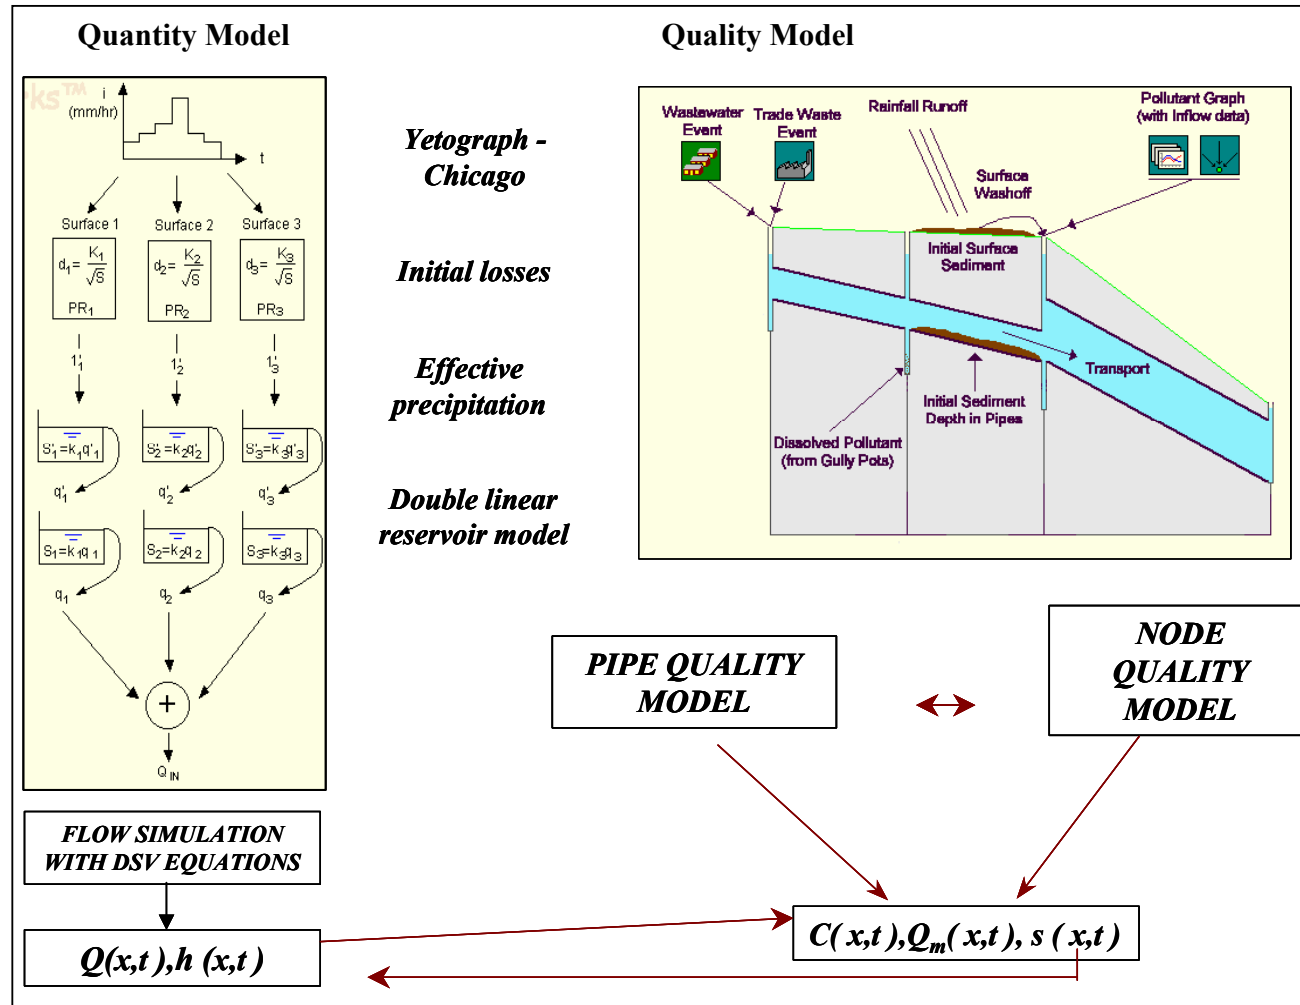 Quantity Model
Quality Model
rks™
i
(mm/hr)
t
Surface 1
Surface 2
Surface 3
d₁= K₁/√S
d₂= K₂/√S
d₃= K₃/√S
PR₁
PR₂
PR₃
1'₁
1'₂
1'₃
S'₁=k₁q'₁
S'₂=k₂q'₂
S'₃=k₃q'₃
q'₁
q'₂
q'₃
S₁=k₁q₁
S₂=k₂q₂
S₃=k₃q₃
q₁
q₂
q₃
+
Q IN
Yetograph -
Chicago
Initial losses
Effective
precipitation
Double linear
reservoir model
Wastewater
Event
Trade Waste
Event
Rainfall Runoff
Pollutant Graph
(with Inflow data)
Surface
Washoff
Initial Surface
Sediment
Transport
Initial Sediment
Depth in Pipes
Dissolved Pollutant
(from Gully Pots)
PIPE QUALITY
MODEL
NODE
QUALITY
MODEL
FLOW SIMULATION
WITH DSV EQUATIONS
Q(x,t),h (x,t)
C( x,t),Qₘ( x,t), s ( x,t)